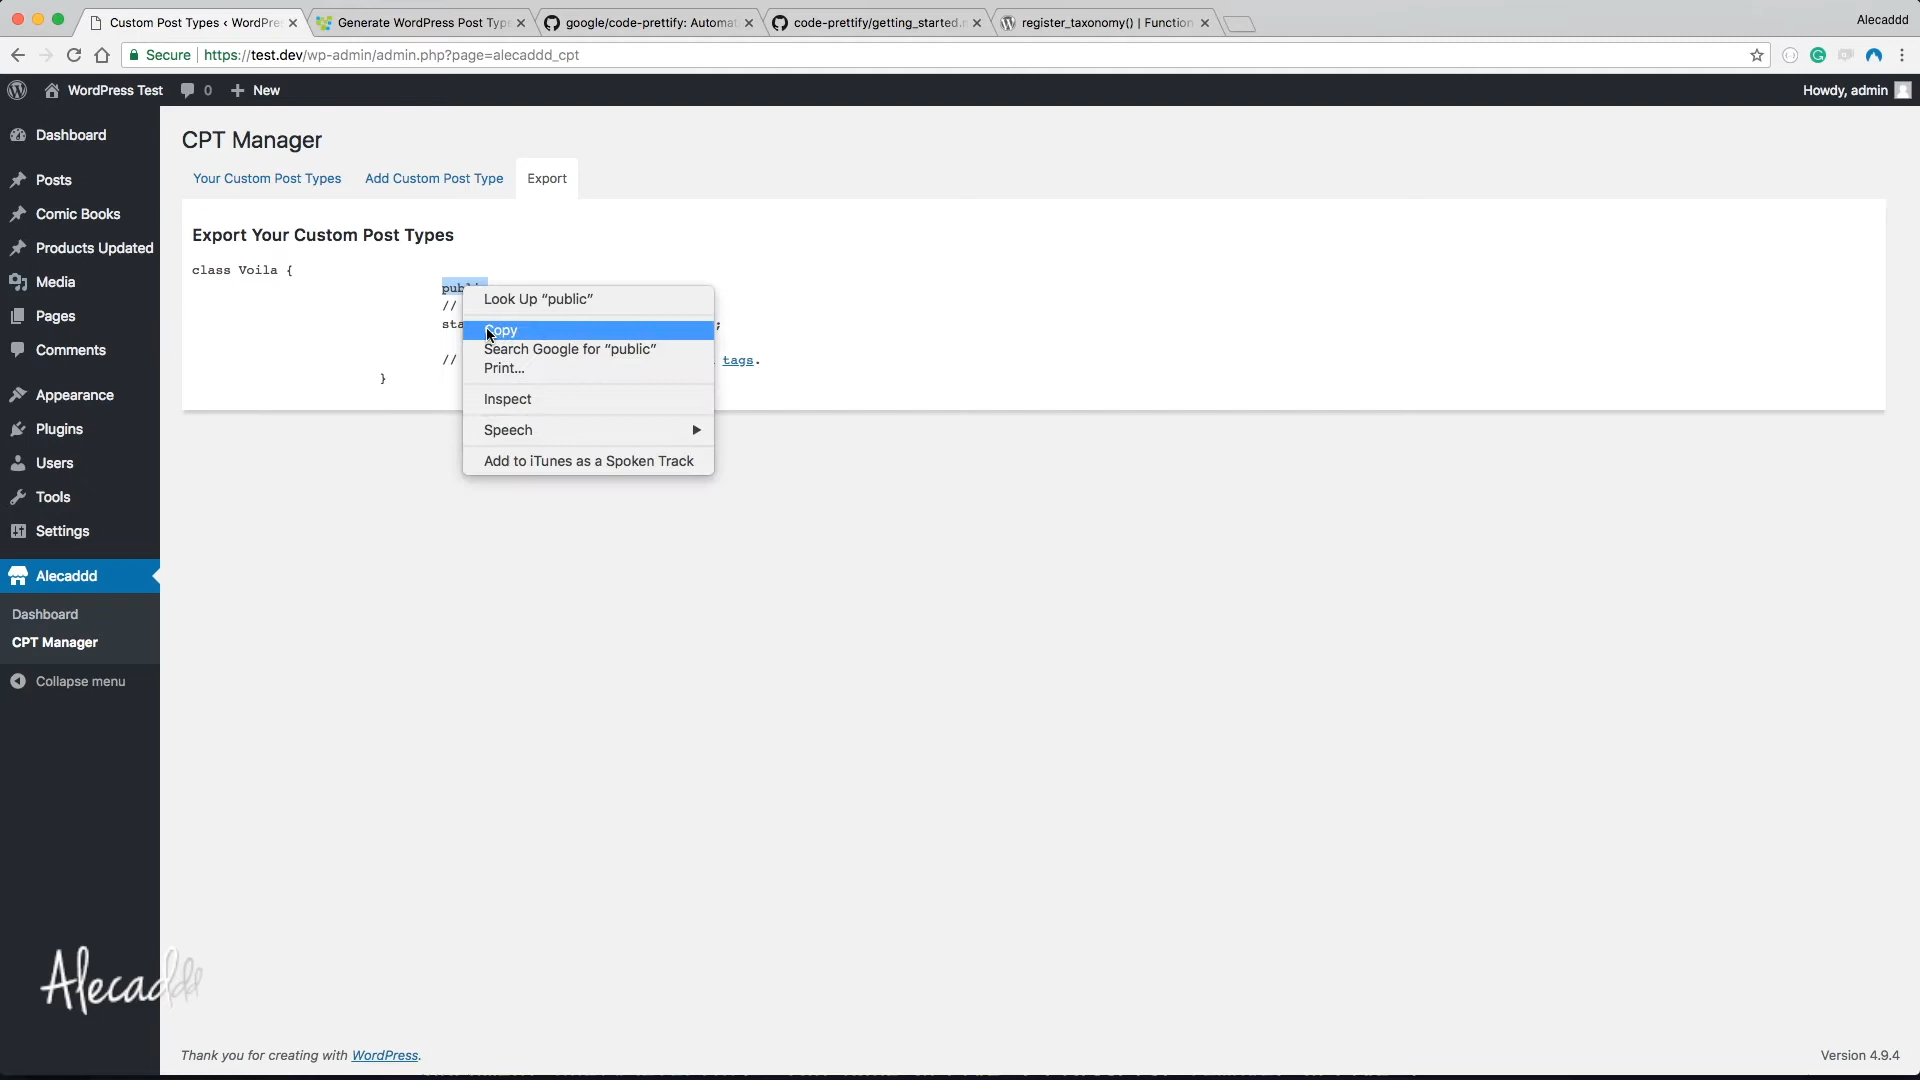 Custom Post Types ‹ WordPre
Generate WordPress Post Type
google/code-prettify: Automat
code-prettify/getting_started.m
register_taxonomy() | Function
Alecaddd
Secure
https://test.dev/wp-admin/admin.php?page=alecaddd_cpt
WordPress Test
0
New
Howdy, admin
Dashboard
Posts
Comic Books
Products Updated
Media
Pages
Comments
Appearance
Plugins
Users
Tools
Settings
Alecaddd
Dashboard
CPT Manager
Collapse menu
CPT Manager
Your Custom Post Types
Add Custom Post Type
Export
Export Your Custom Post Types
class Voila {
//
;
// tags.
}
Look Up “public”
Copy
Search Google for “public”
Print...
Inspect
Speech
Add to iTunes as a Spoken Track
Alecaddd
Thank you for creating with WordPress.
Version 4.9.4